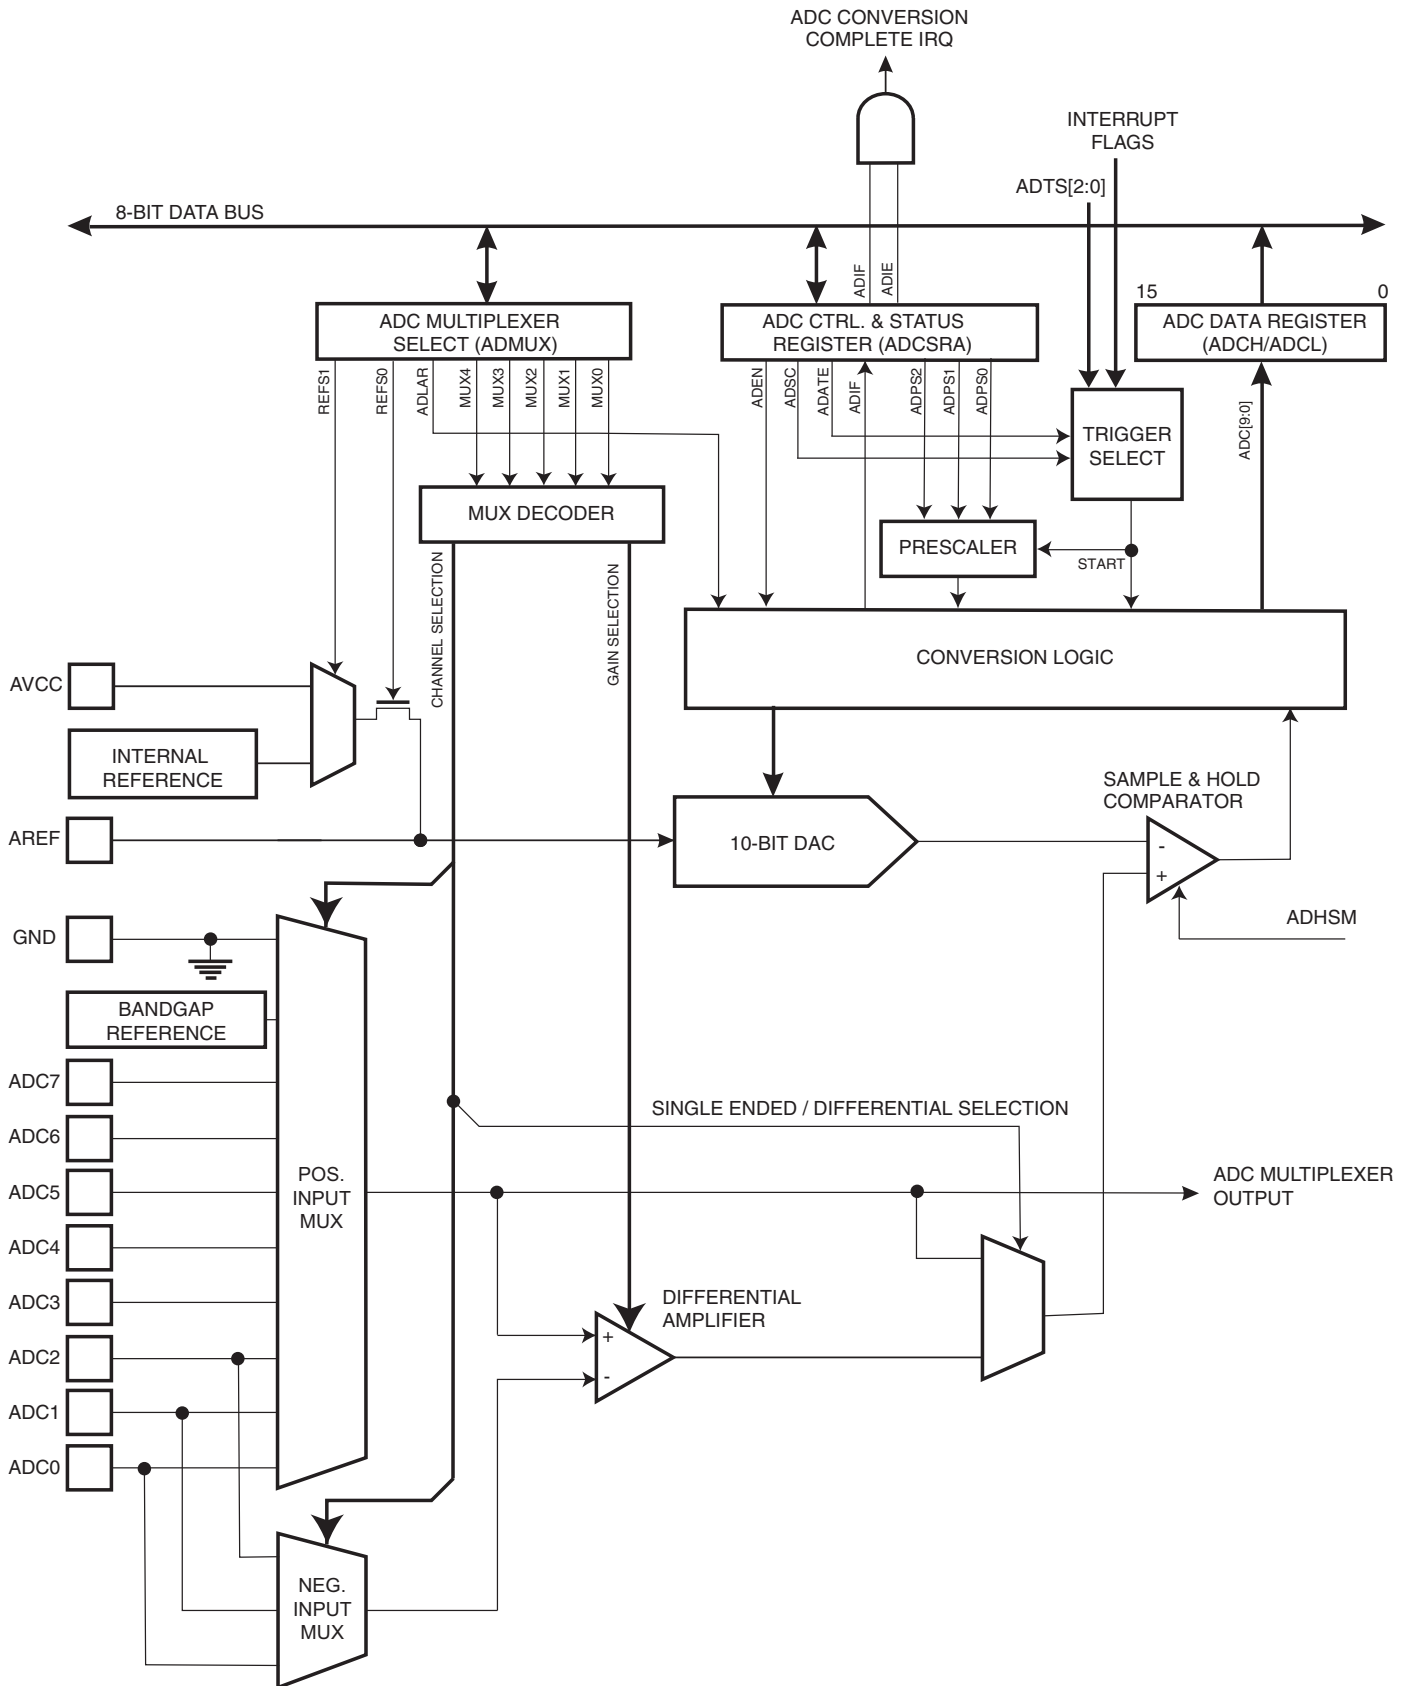 ADC CONVERSION
COMPLETE IRQ
INTERRUPT
FLAGS
ADTS[2:0]
8-BIT DATA BUS
ADIF
ADIE
15
0
ADC MULTIPLEXER
SELECT (ADMUX)
ADC CTRL. & STATUS
REGISTER (ADCSRA)
ADC DATA REGISTER
(ADCH/ADCL)
REFS1
REFS0
ADLAR
MUX4
MUX3
MUX2
MUX1
MUX0
ADEN
ADSC
ADATE
ADIF
ADPS2
ADPS1
ADPS0
ADC[9:0]
TRIGGER
SELECT
MUX DECODER
PRESCALER
START
CHANNEL SELECTION
GAIN SELECTION
CONVERSION LOGIC
AVCC
INTERNAL
REFERENCE
SAMPLE & HOLD
COMPARATOR
AREF
10-BIT DAC
-
+
ADHSM
GND
BANDGAP
REFERENCE
ADC7
SINGLE ENDED / DIFFERENTIAL SELECTION
ADC6
POS.
INPUT
MUX
ADC5
ADC MULTIPLEXER
OUTPUT
ADC4
ADC3
DIFFERENTIAL
AMPLIFIER
+
-
ADC2
ADC1
ADC0
NEG.
INPUT
MUX